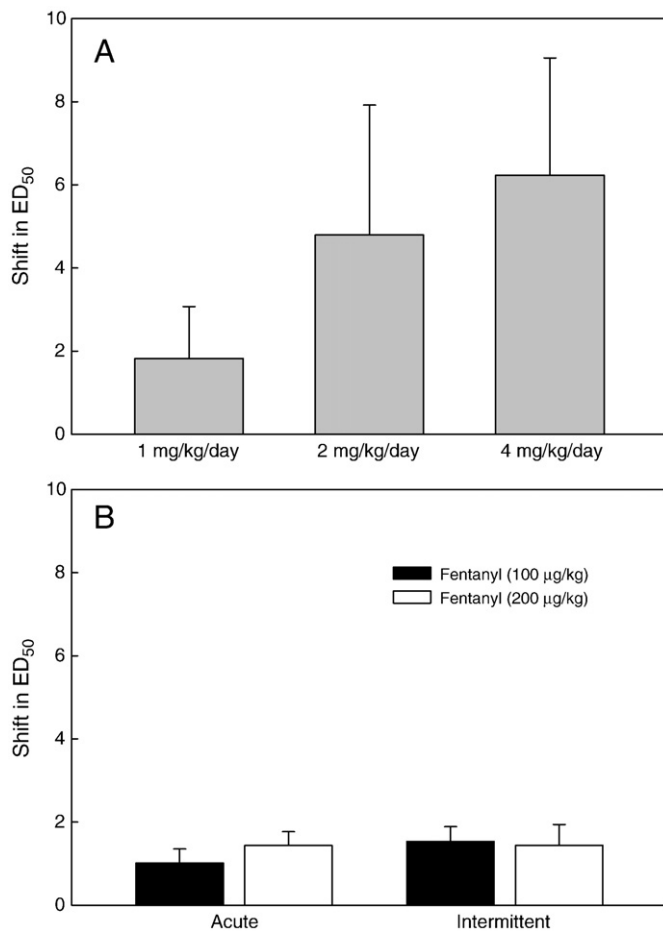 10
A
8
6
4
2
0
Shift in ED50
1 mg/kg/day 2 mg/kg/day 4 mg/kg/day
10
B
8
Fentanyl (100 μg/kg)
Fentanyl (200 μg/kg)
6
4
2
0
Shift in ED50
Acute Intermittent